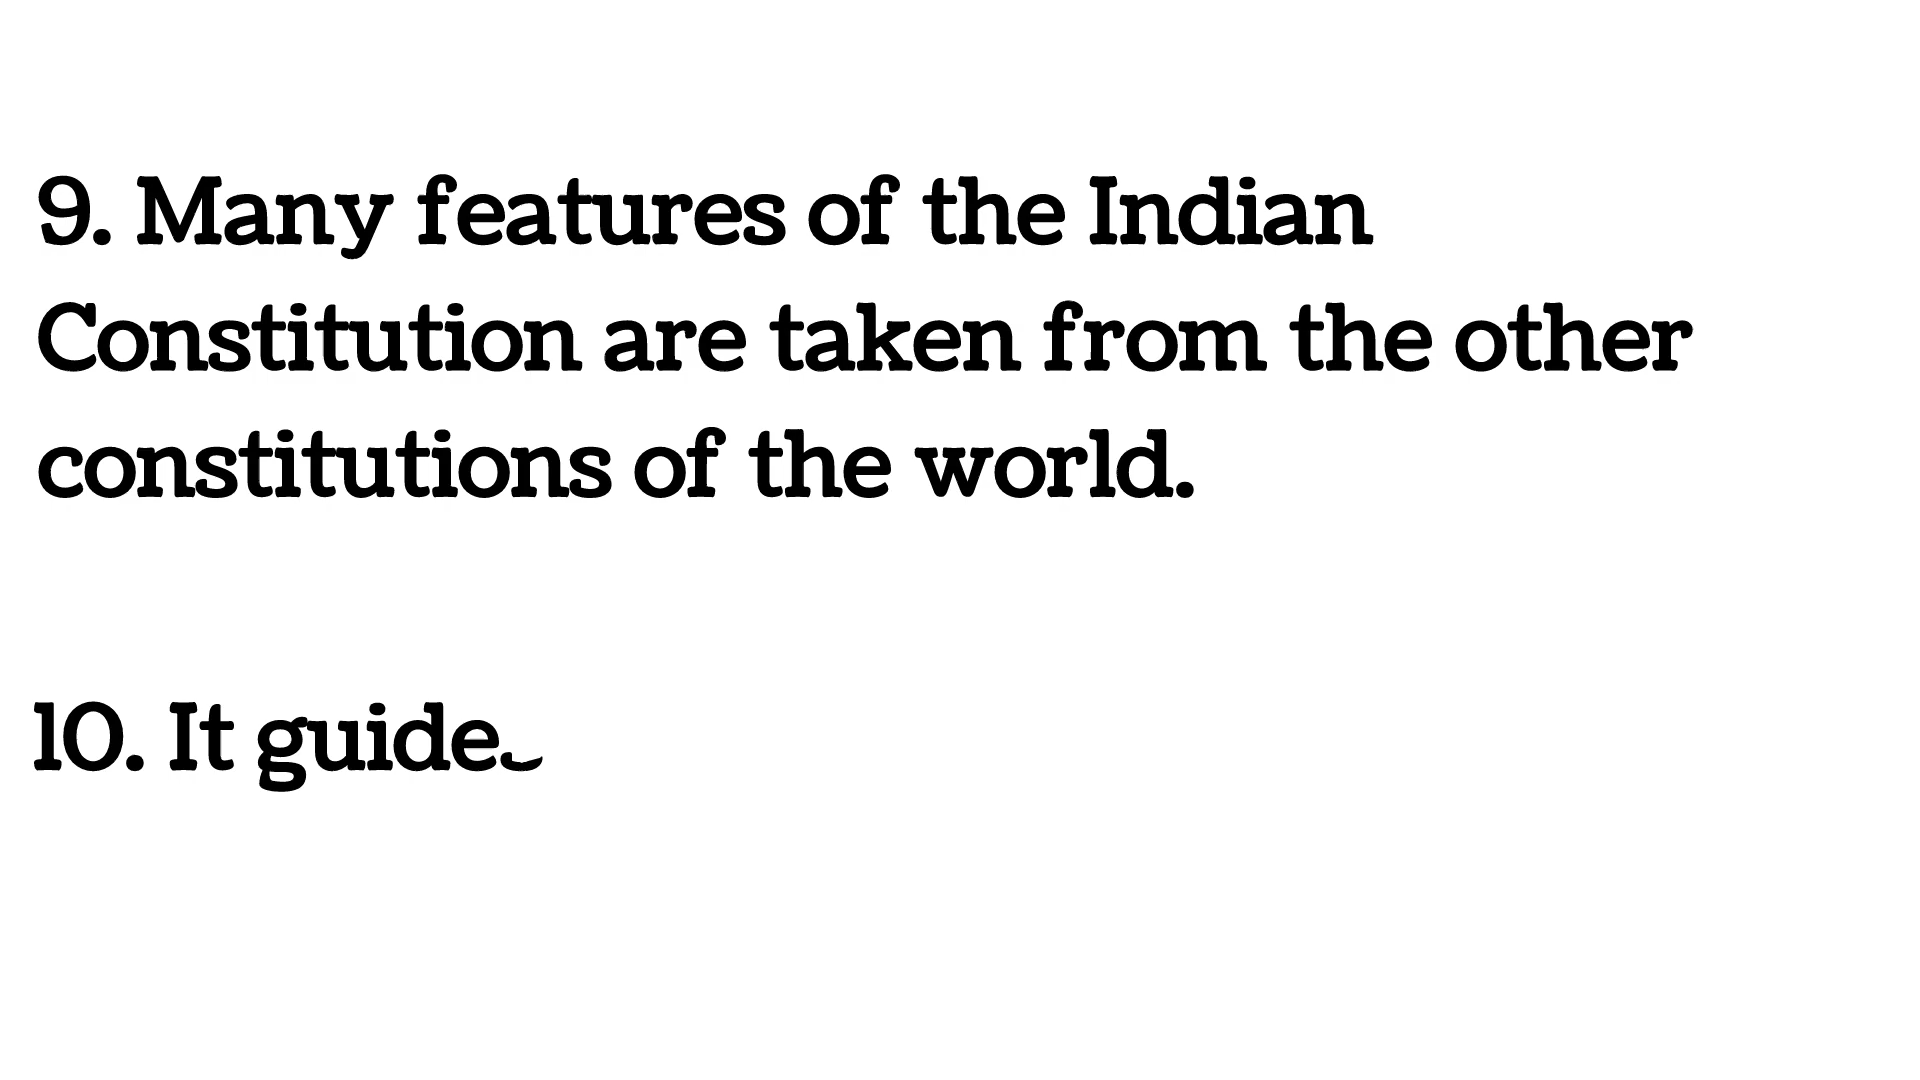 9. Many features of the Indian
Constitution are taken from the other
constitutions of the world.
10. It guide